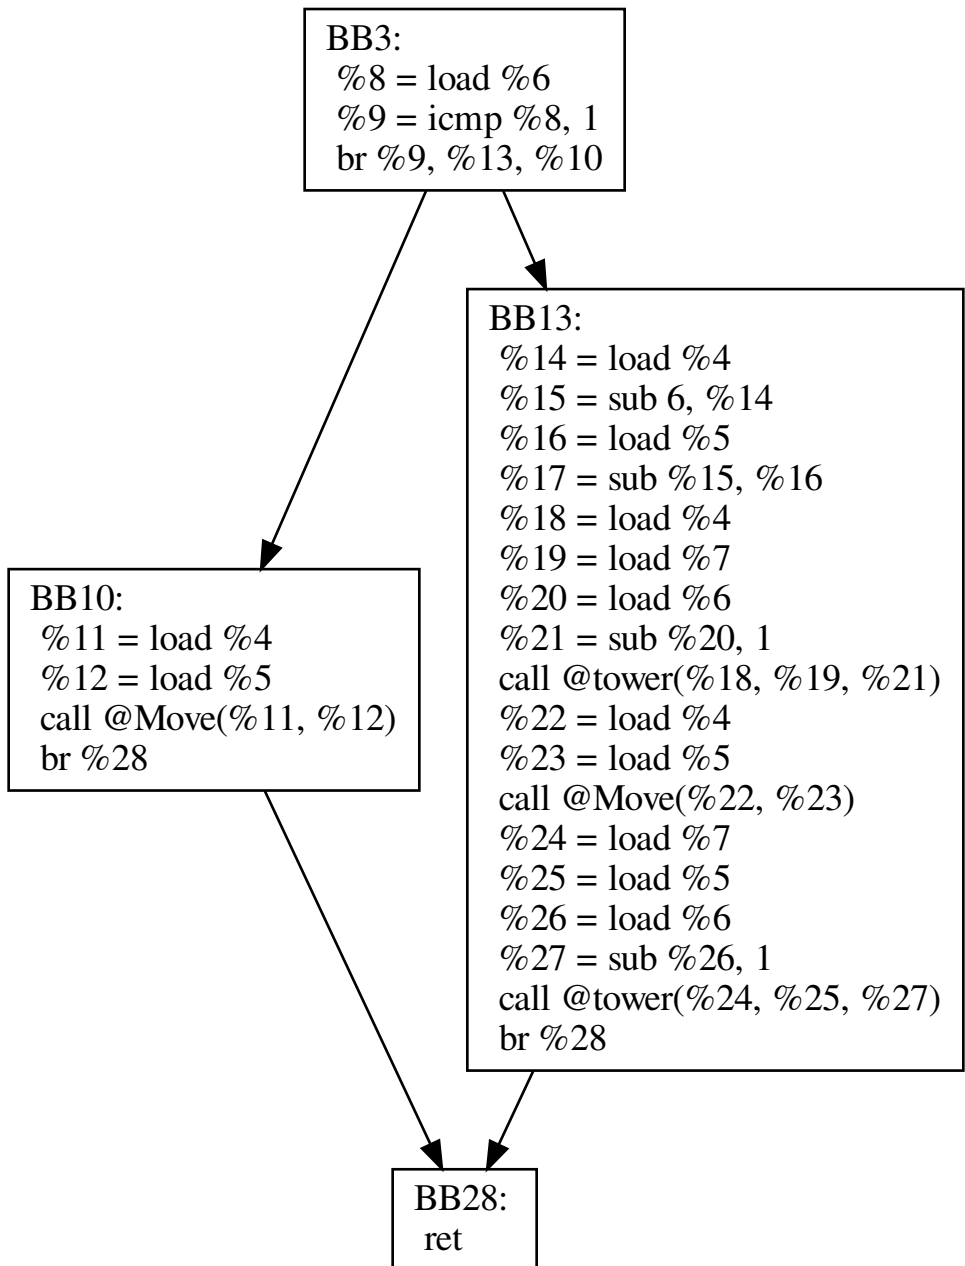 BB3:
%8 = load %6
%9 = icmp %8, 1
br %9, %13, %10
BB13:
%14 = load %4
%15 = sub 6, %14
%16 = load %5
%17 = sub %15, %16
%18 = load %4
%19 = load %7
%20 = load %6
%21 = sub %20, 1
call @tower(%18, %19, %21)
%22 = load %4
%23 = load %5
call @Move(%22, %23)
%24 = load %7
%25 = load %5
%26 = load %6
%27 = sub %26, 1
call @tower(%24, %25, %27)
br %28
BB10:
%11 = load %4
%12 = load %5
call @Move(%11, %12)
br %28
BB28:
ret